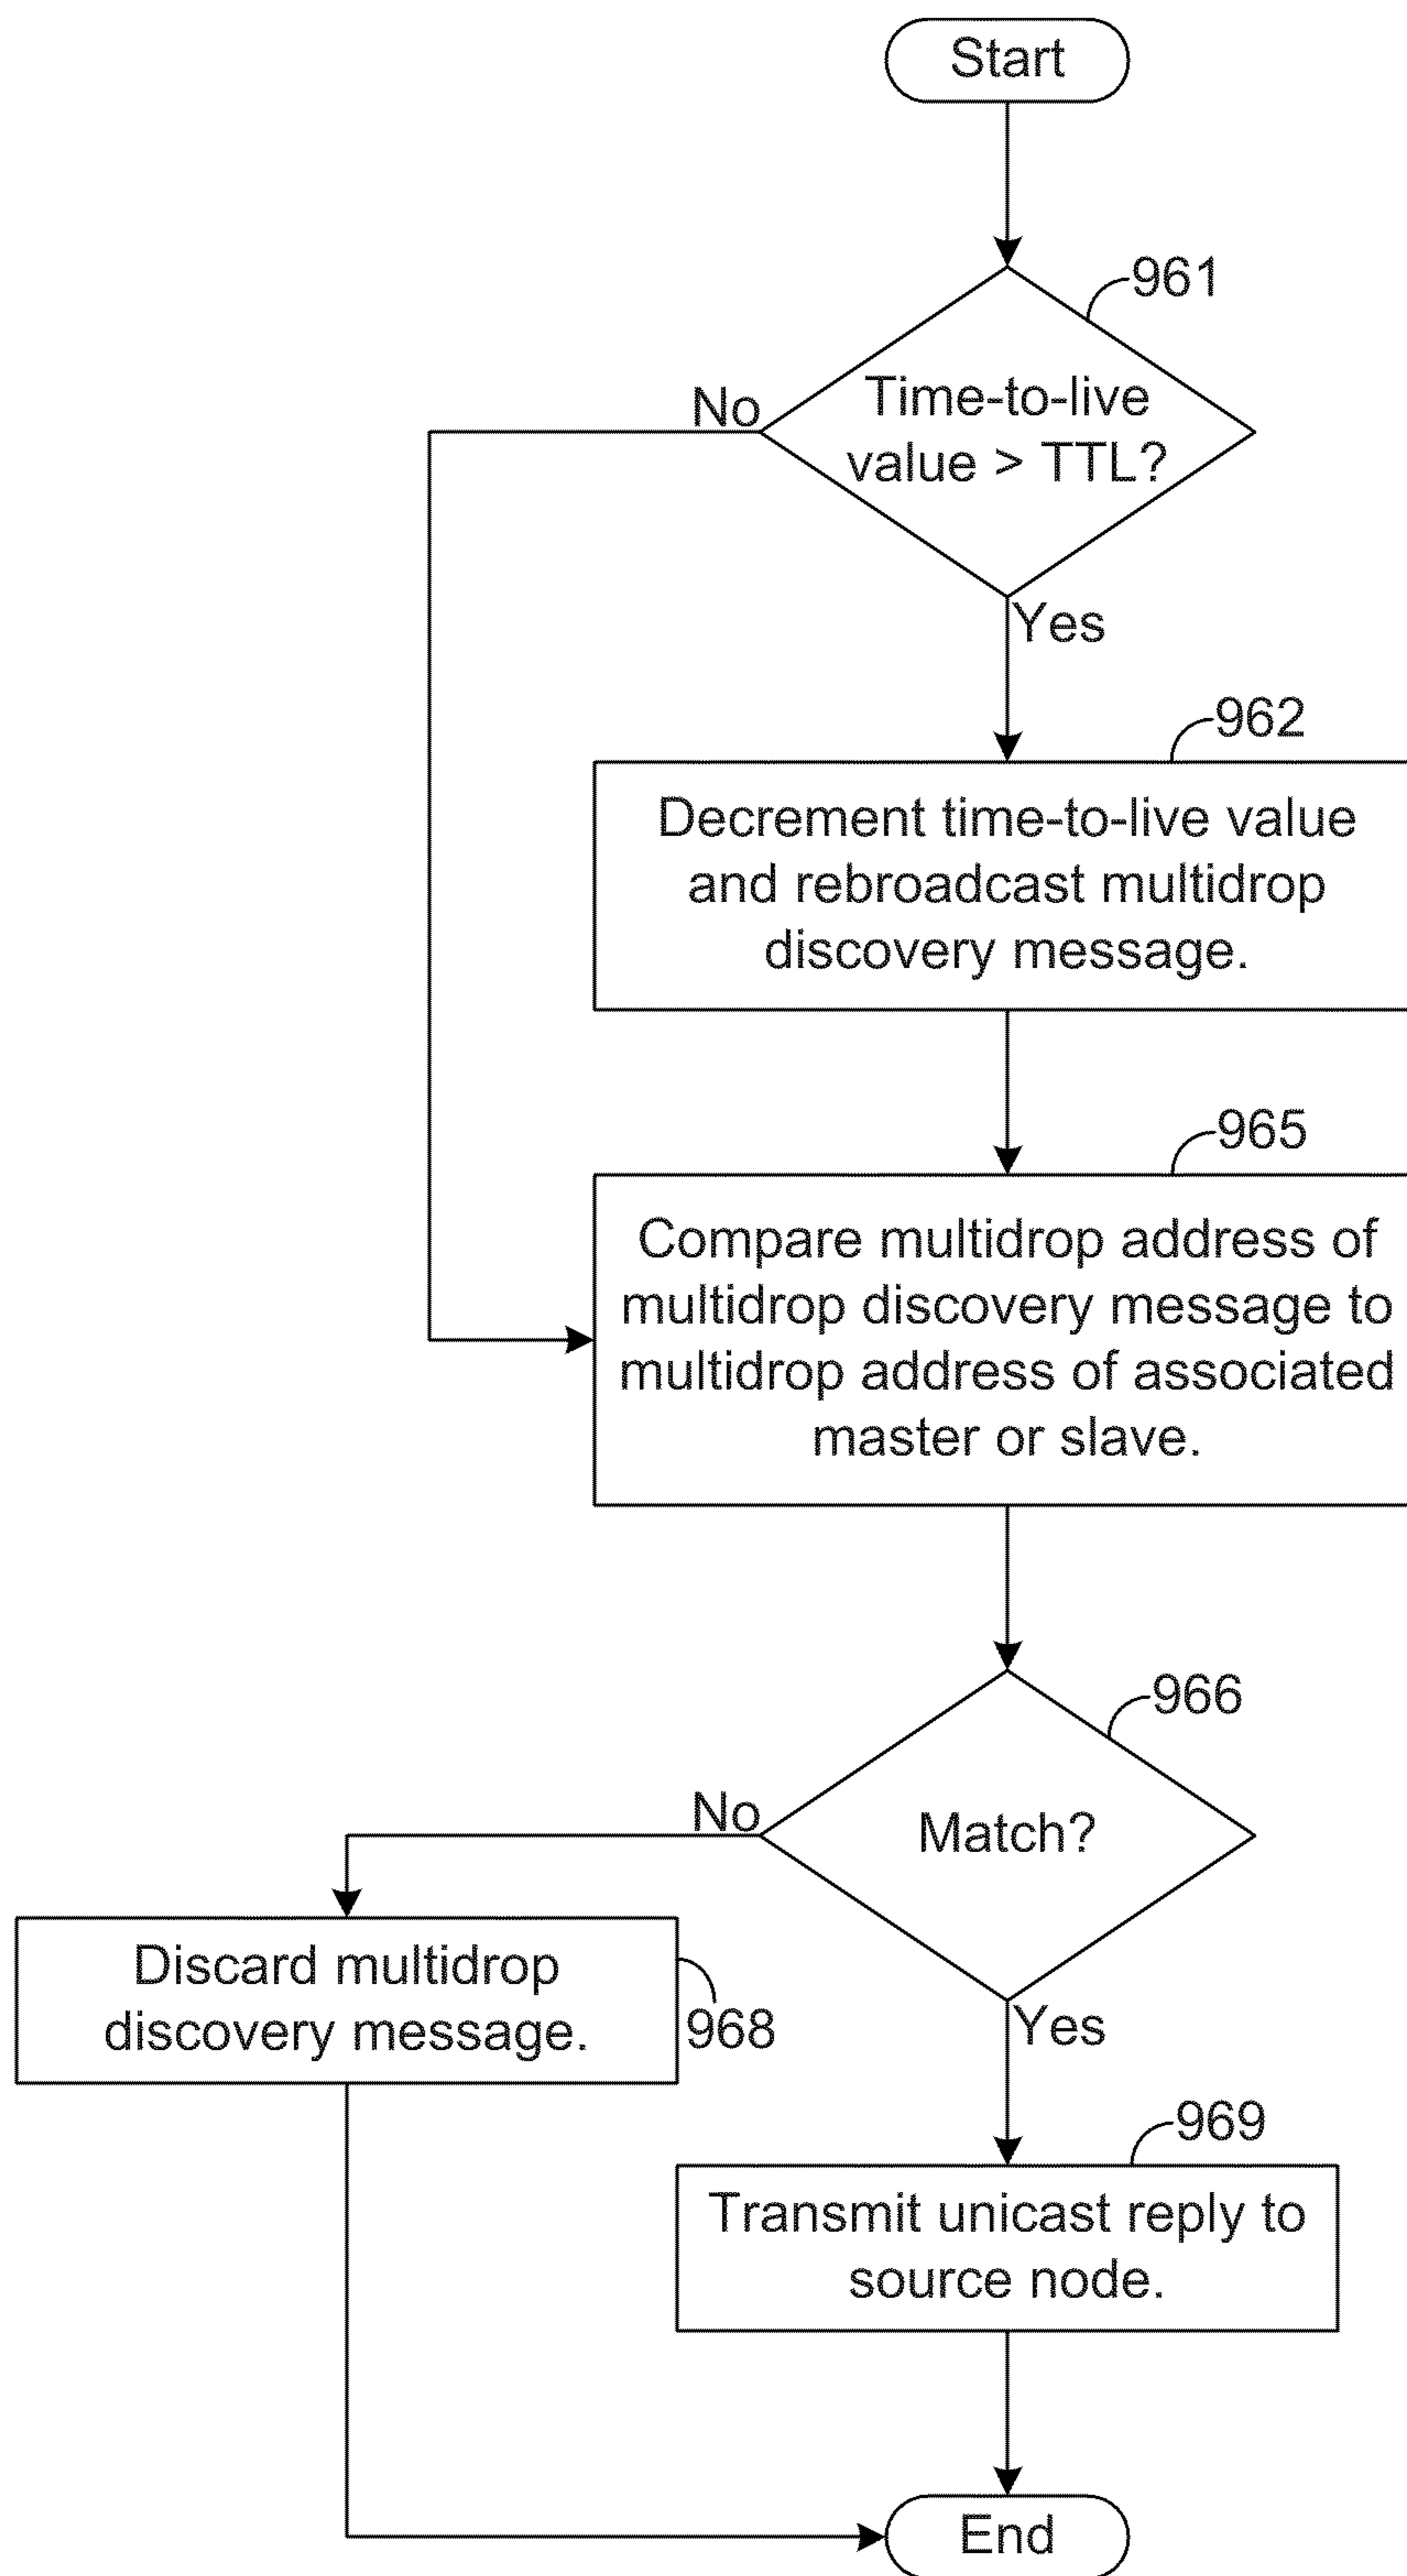 Start
961
Time-to-live
value > TTL?
No
Yes
962
Decrement time-to-live value
and rebroadcast multidrop
discovery message.
965
Compare multidrop address of
multidrop discovery message to
multidrop address of associated
master or slave.
966
Match?
No
Yes
Discard multidrop
discovery message.
968
969
Transmit unicast reply to
source node.
End